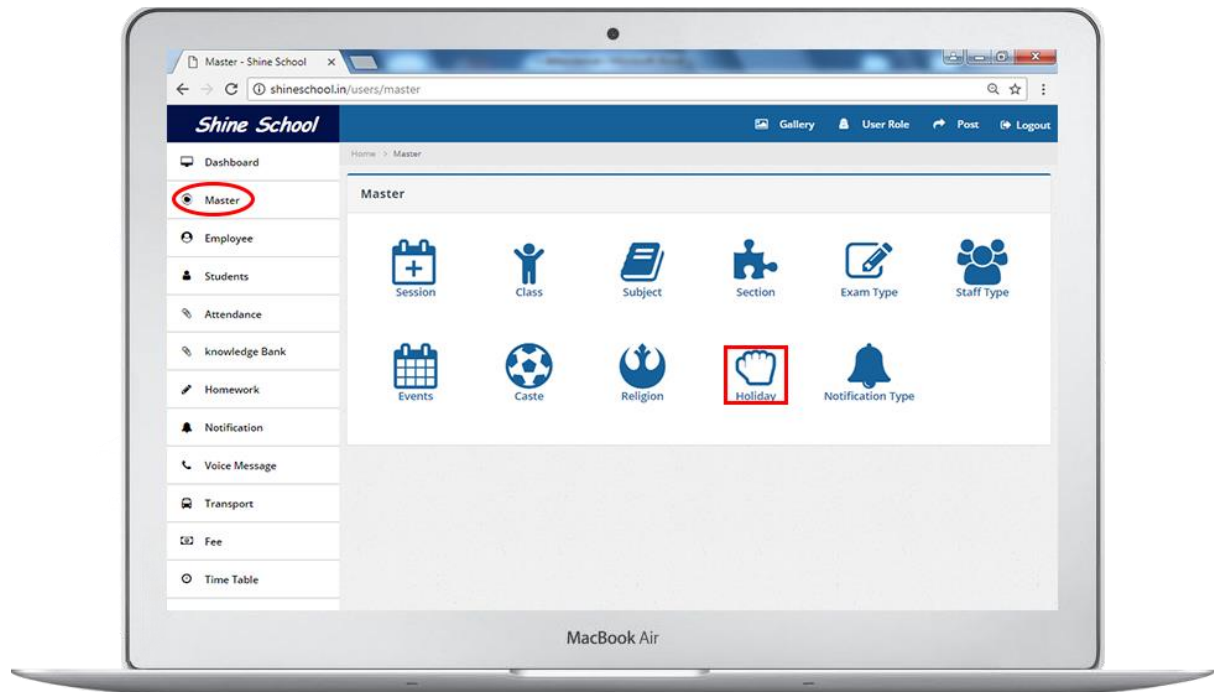 Master - Shine School
shineschool.in/users/master
Shine School
Gallery User Role Post Logout
Dashboard
Home > Master
Master
Master
Employee
Session Class Subject Section Exam Type Staff Type
Students
Attendance
knowledge Bank
Homework
Events Caste Religion Holiday Notification Type
Notification
Voice Message
Transport
Fee
Time Table
MacBook Air